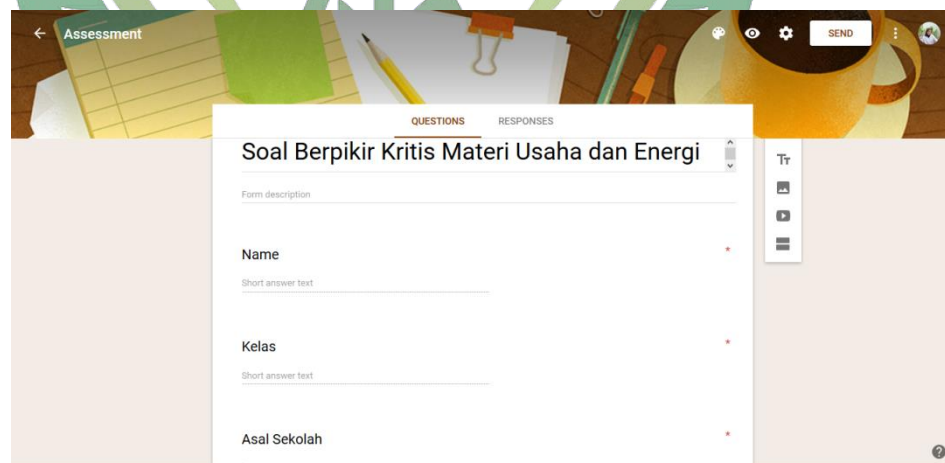 Assessment
SEND
QUESTIONS RESPONSES
Soal Berpikir Kritis Materi Usaha dan Energi
Form description
Name *
Short answer text
Kelas *
Short answer text
Asal Sekolah *